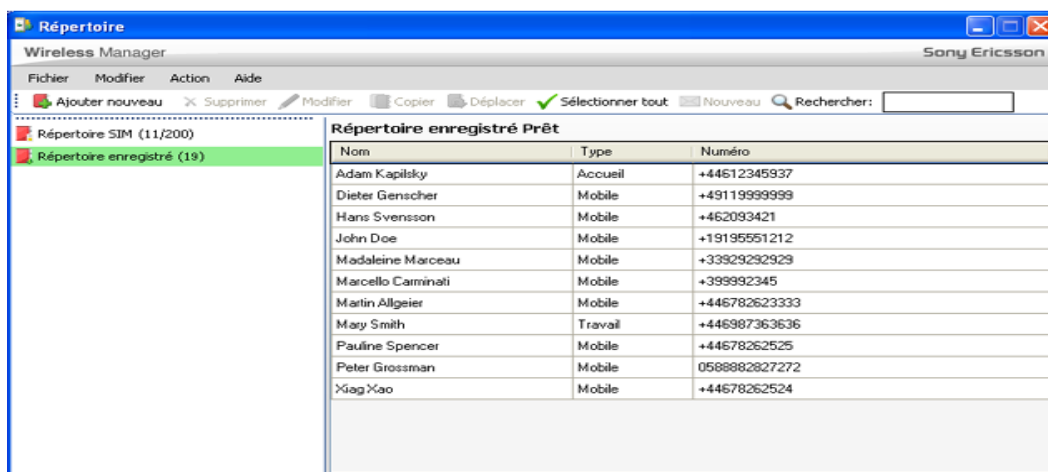 Répertoire
Wireless Manager Sony Ericsson
Fichier Modifier Action Aide
Ajouter nouveau Supprimer Modifier Copier Déplacer Sélectionner tout Nouveau Rechercher:
Répertoire SIM (11/200)
Répertoire enregistré (19)
Répertoire enregistré Prêt
Nom Type Numéro
Adam Kapilsky Accueil +44612345937
Dieter Genscher Mobile +49119999999
Hans Svensson Mobile +462093421
John Doe Mobile +19195551212
Madaleine Marceau Mobile +33929292929
Marcello Carminati Mobile +399992345
Martin Allgeier Mobile +446782623333
Mary Smith Travail +446987363636
Pauline Spencer Mobile +44678262525
Peter Grossman Mobile 0588882827272
Xiag Xao Mobile +44678262524